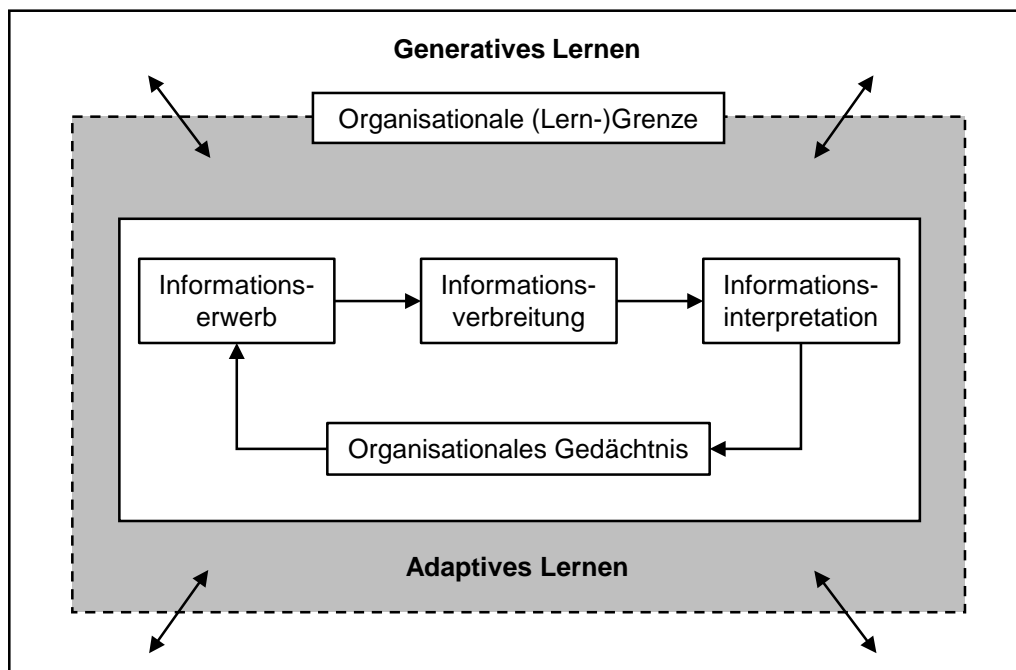 Generatives Lernen
Organisationale (Lern-)Grenze
Informations-
erwerb
Informations-
verbreitung
Informations-
interpretation
Organisationales Gedächtnis
Adaptives Lernen